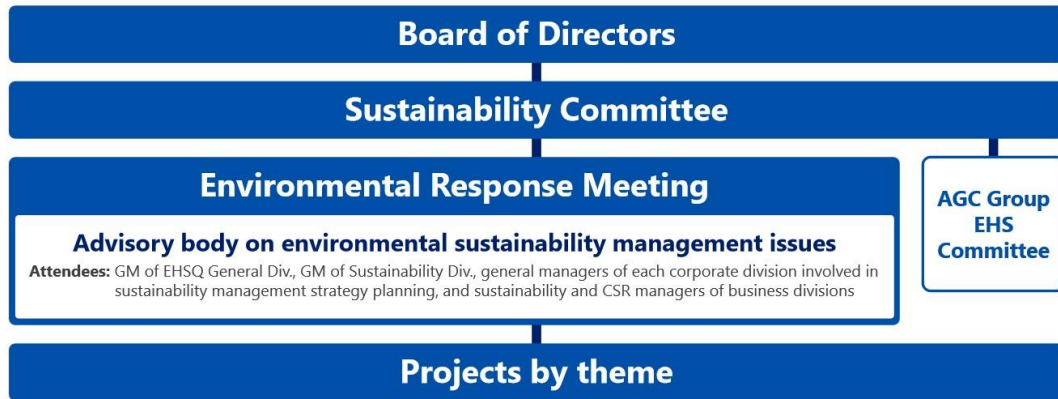 Board of Directors
Sustainability Committee
Environmental Response Meeting
Advisory body on environmental sustainability management issues
Attendees: GM of EHSQ General Div., GM of Sustainability Div., general managers of each corporate division involved in
sustainability management strategy planning, and sustainability and CSR managers of business divisions
AGC Group
EHS
Committee
Projects by theme